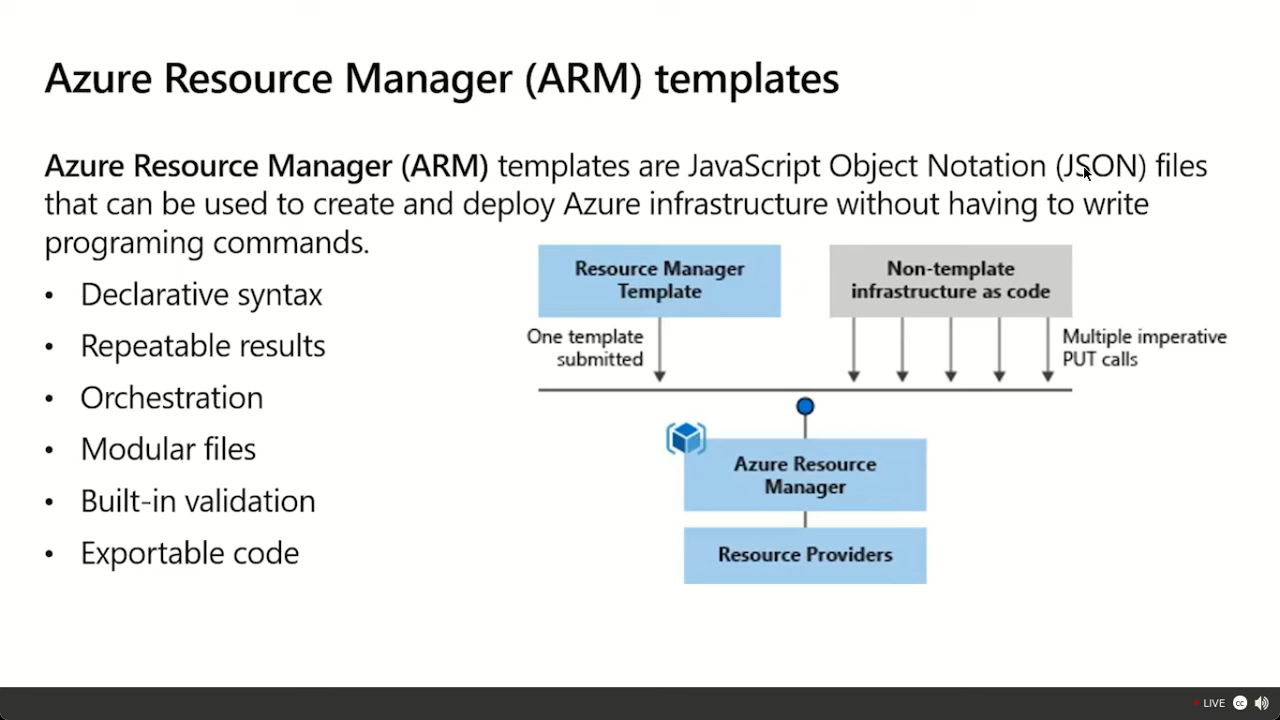 Azure Resource Manager (ARM) templates
Azure Resource Manager (ARM) templates are JavaScript Object Notation (JSON) files
that can be used to create and deploy Azure infrastructure without having to write
programing commands.
• Declarative syntax
• Repeatable results
• Orchestration
• Modular files
• Built-in validation
• Exportable code
Resource Manager
Template
Non-template
infrastructure as code
One template
submitted
Multiple imperative
PUT calls
Azure Resource
Manager
Resource Providers
LIVE
CC